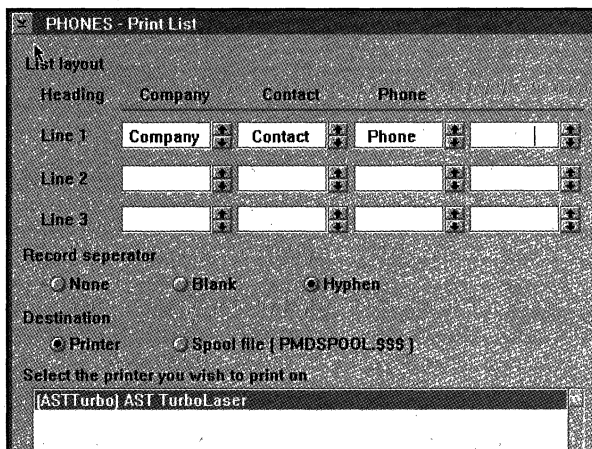 PHONES - Print List
List layout
Heading Company Contact Phone
Line 1 Company Contact Phone
Line 2
Line 3
Record seperator
None Blank Hyphen
Destination
Printer Spool file ( PMDSPOOL.$$$ )
Select the printer you wish to print on
[ASTTurbo] AST TurboLaser